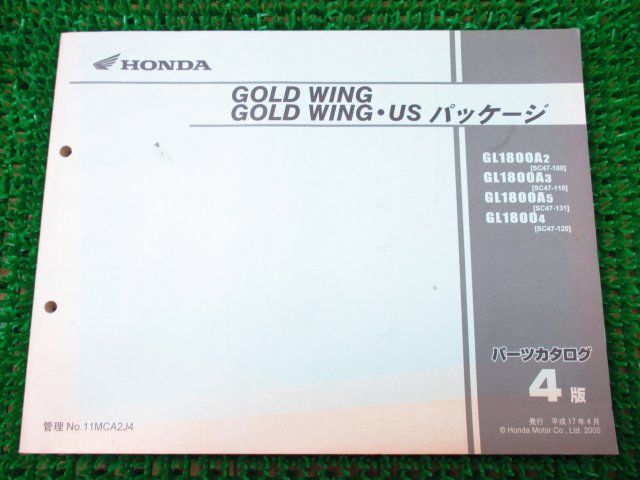 HONDA
GOLD WING
GOLD WING・US パッケージ
GL1800A2
[SC47-100]
GL1800A3
[SC47-110]
GL1800A5
[SC47-131]
GL18004
[SC47-120]
パーツカタログ
4版
発行 平成17年4月
© Honda Motor Co., Ltd. 2005
管理 No.11MCA2J4